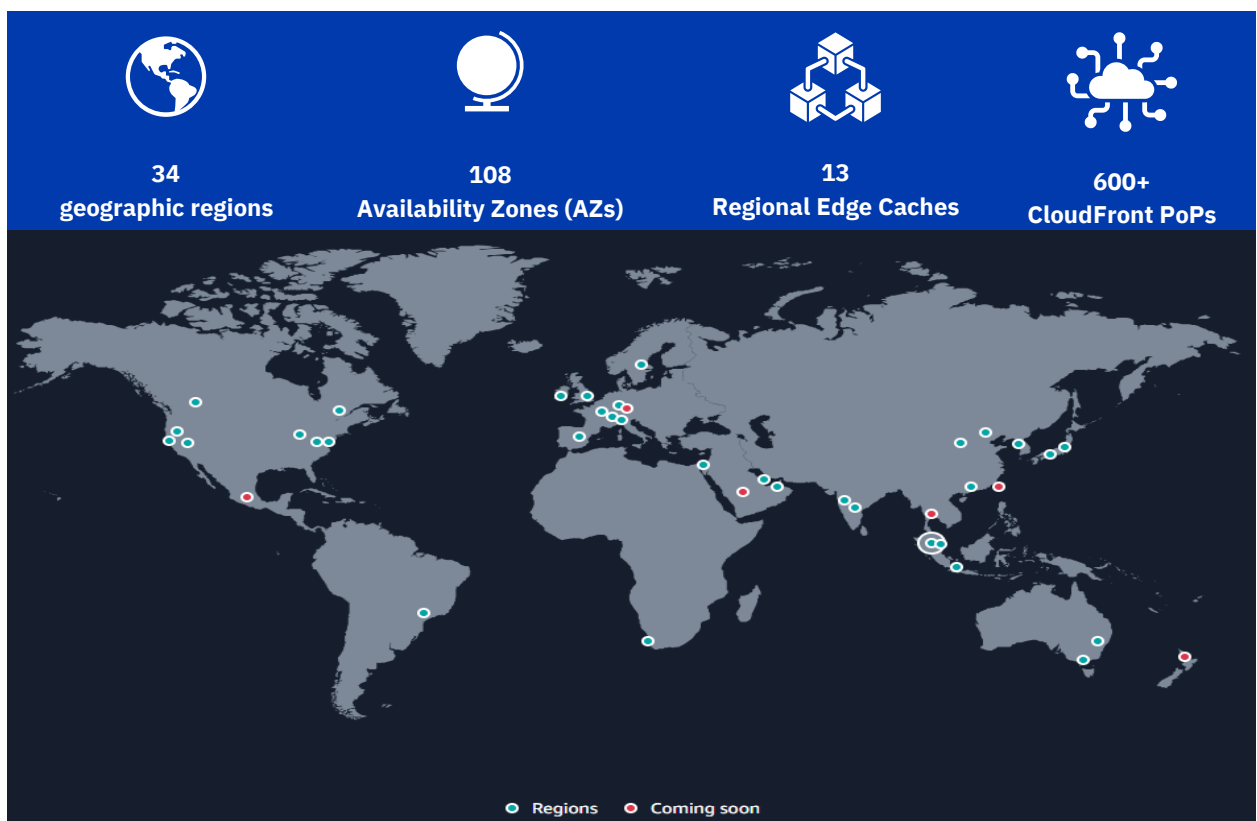 34
geographic regions
108
Availability Zones (AZs)
13
Regional Edge Caches
600+
CloudFront PoPs
Regions
Coming soon